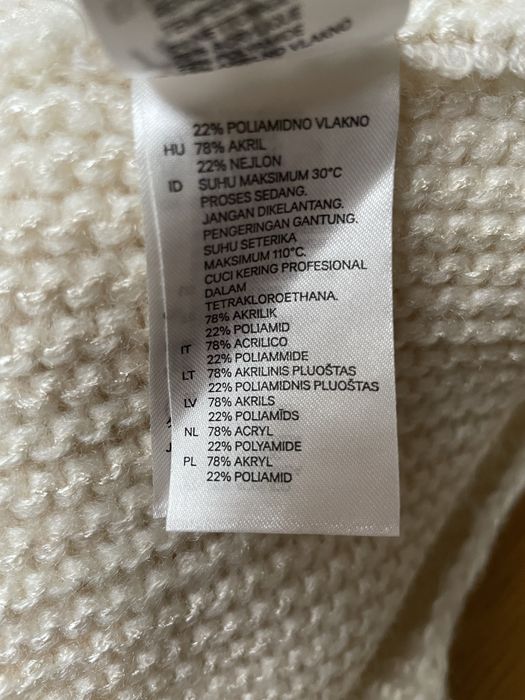 22% POLIAMIDNO VLAKNO
HU 78% AKRIL
22% NEJLON
ID SUHU MAKSIMUM 30°C
PROSES SEDANG.
JANGAN DIKELANTANG.
PENGERINGAN GANTUNG.
SUHU SETERIKA
MAKSIMUM 110°C.
CUCI KERING PROFESIONAL
DALAM
TETRAKLOROETHANA.
78% AKRILIK
22% POLIAMID
IT 78% ACRILICO
22% POLIAMMIDE
LT 78% AKRILINIS PLUOŠTAS
22% POLIAMIDNIS PLUOŠTAS
LV 78% AKRILS
22% POLIAMĪDS
NL 78% ACRYL
22% POLYAMIDE
PL 78% AKRYL
22% POLIAMID